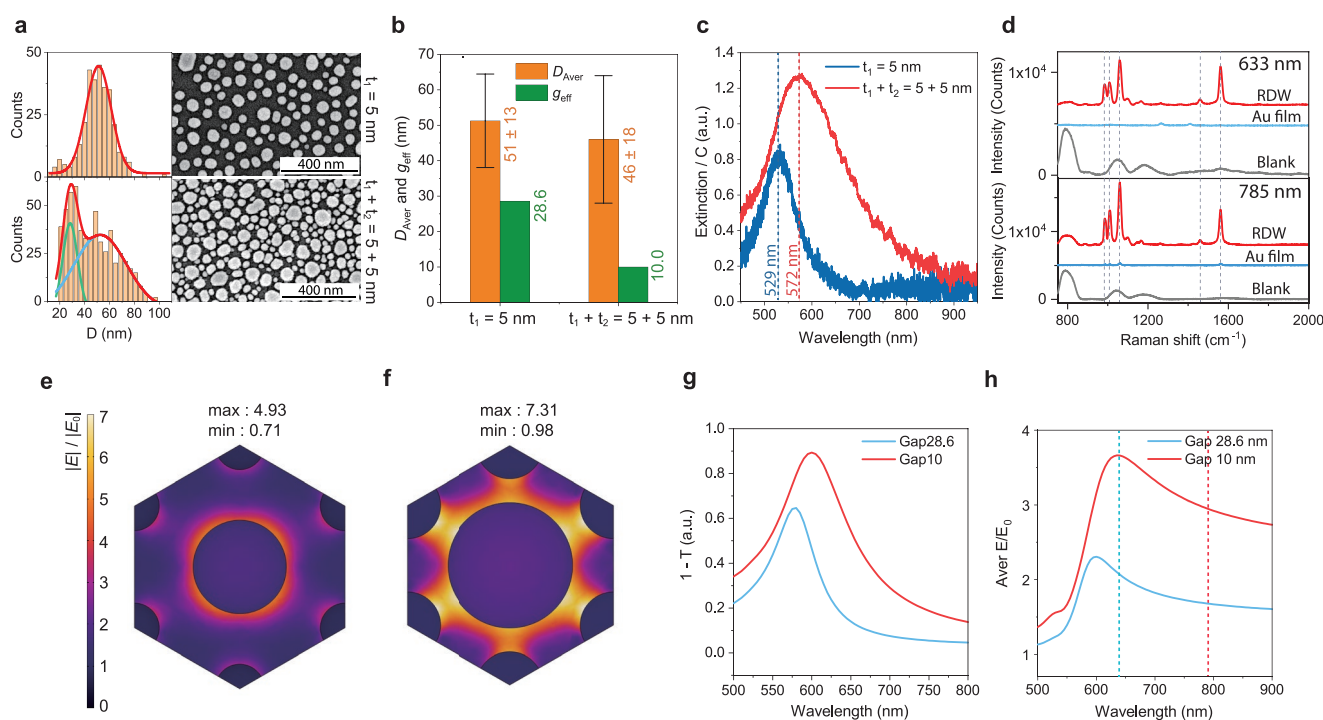 a
50
25
0
Counts
400 nm
t1 = 5 nm
50
25
0
Counts
20 40 60 80 100
D (nm)
400 nm
t1 + t2 = 5 + 5 nm
b
70
60
50
40
30
20
10
0
DAver and geff (nm)
DAver
geff
51 ± 13
28.6
46 ± 18
10.0
t1 = 5 nm
t1 + t2 = 5 + 5 nm
c
1.4
1.2
1.0
0.8
0.6
0.4
0.2
0.0
Extinction / C (a.u.)
t1 = 5 nm
t1 + t2 = 5 + 5 nm
529 nm
572 nm
500 600 700 800 900
Wavelength (nm)
d
1x10⁴
0
Intensity (Counts)
633 nm
RDW
Au film
Blank
1x10⁴
0
Intensity (Counts)
785 nm
RDW
Au film
Blank
800 1200 1600 2000
Raman shift (cm⁻¹)
e
|E| / |E0|
7
6
5
4
3
2
1
0
max : 4.93
min : 0.71
f
max : 7.31
min : 0.98
g
1.0
0.8
0.6
0.4
0.2
0.0
1 – T (a.u.)
Gap28.6
Gap10
500 550 600 650 700 750 800
Wavelength (nm)
h
4
3
2
1
Aver E/E0
Gap 28.6 nm
Gap 10 nm
500 600 700 800 900
Wavelength (nm)